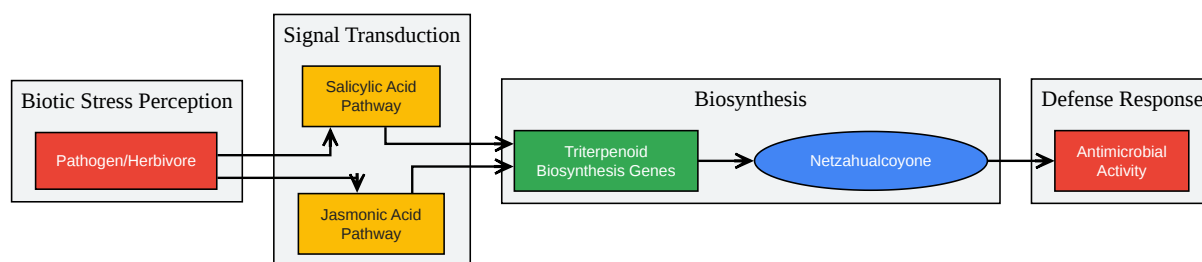 Biotic Stress Perception
Pathogen/Herbivore
Signal Transduction
Salicylic Acid
Pathway
Jasmonic Acid
Pathway
Biosynthesis
Triterpenoid
Biosynthesis Genes
Netzahualcoyone
Defense Response
Antimicrobial
Activity